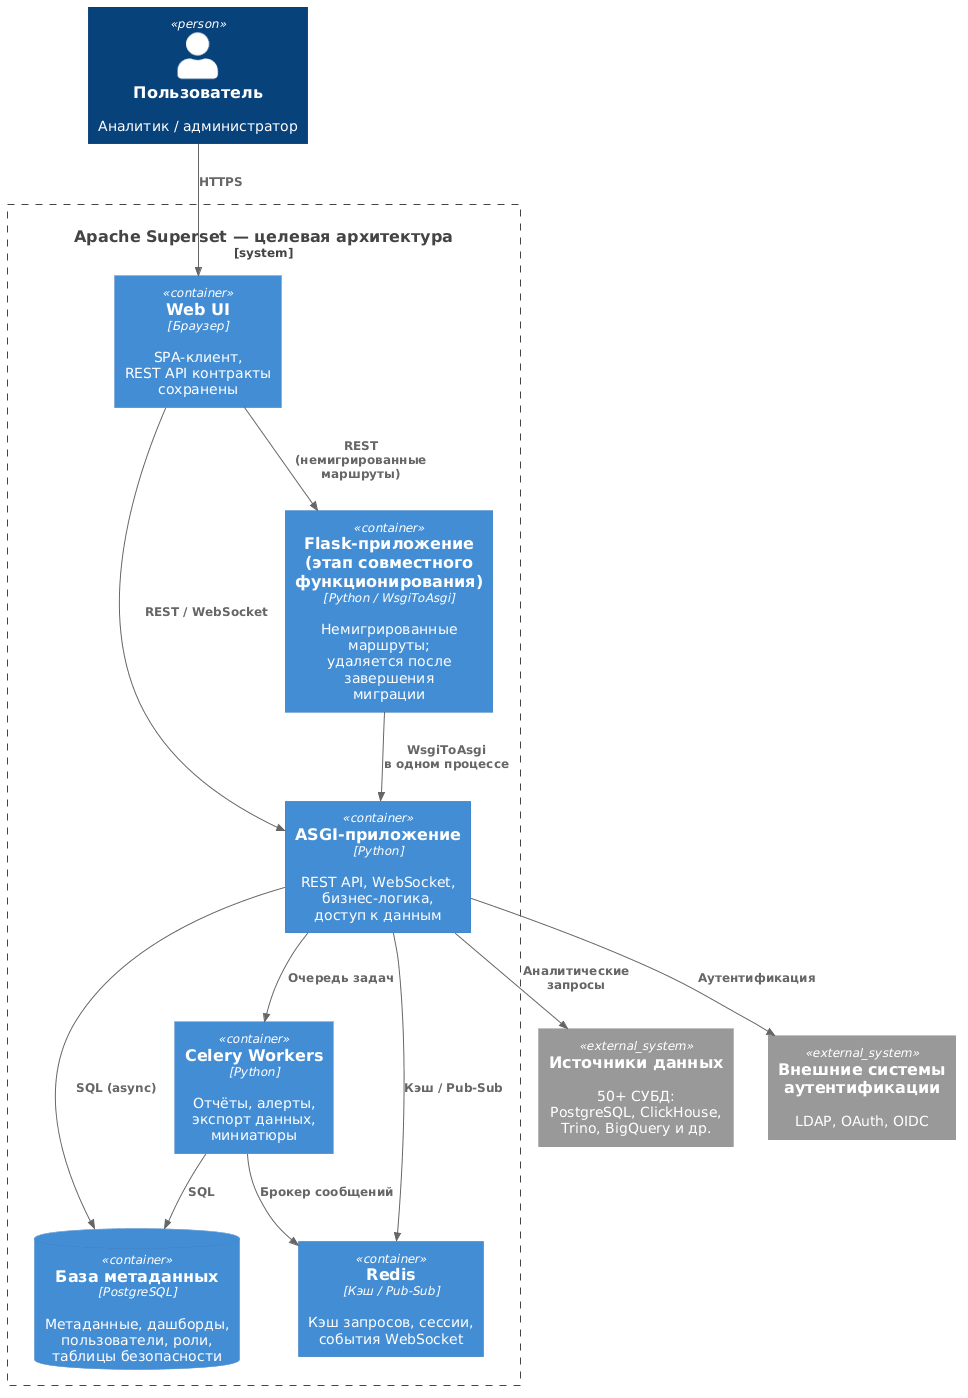 «person»
Пользователь
Аналитик / администратор
HTTPS
Apache Superset — целевая архитектура
[system]
«container»
Web UI
[Браузер]
SPA-клиент,
REST API контракты
сохранены
REST
(немигрированные
маршруты)
«container»
Flask-приложение
(этап совместного
функционирования)
[Python / WsgiToAsgi]
Немигрированные
маршруты;
удаляется после
завершения
миграции
REST / WebSocket
WsgiToAsgi
в одном процессе
«container»
ASGI-приложение
[Python]
REST API, WebSocket,
бизнес-логика,
доступ к данным
Очередь задач
Аналитические
запросы
Аутентификация
«container»
Celery Workers
[Python]
Отчёты, алерты,
экспорт данных,
миниатюры
«external_system»
Источники данных
50+ СУБД:
PostgreSQL, ClickHouse,
Trino, BigQuery и др.
«external_system»
Внешние системы
аутентификации
LDAP, OAuth, OIDC
SQL (async)
Кэш / Pub-Sub
SQL
Брокер сообщений
«container»
База метаданных
[PostgreSQL]
Метаданные, дашборды,
пользователи, роли,
таблицы безопасности
«container»
Redis
[Кэш / Pub-Sub]
Кэш запросов, сессии,
события WebSocket